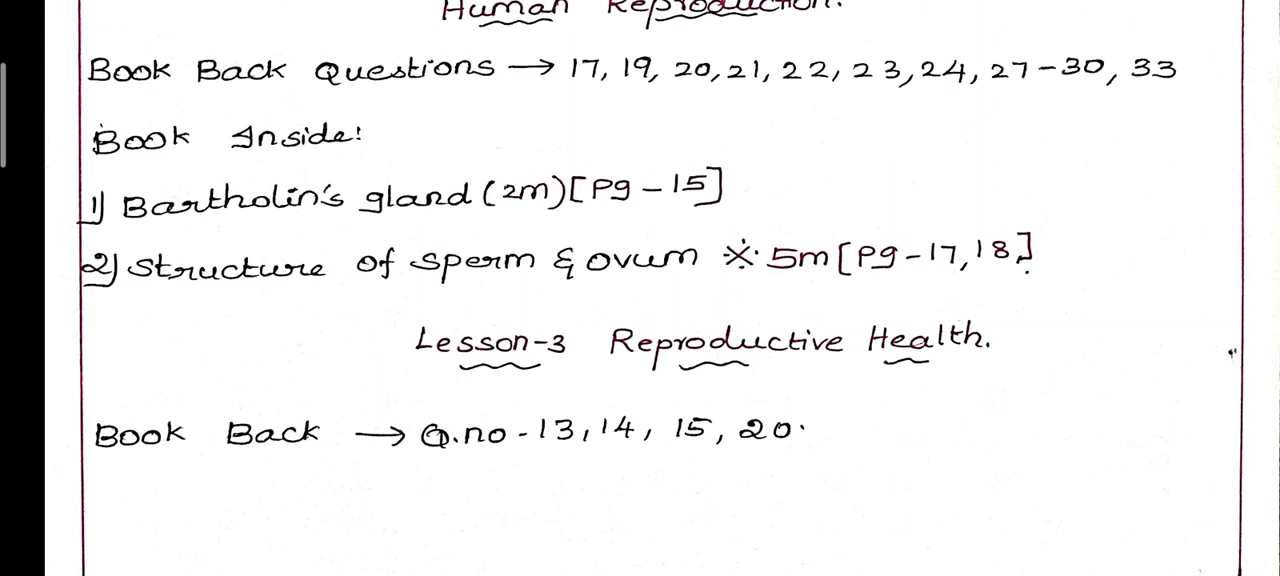 Human Reproduction.
Book Back Questions → 17, 19, 20, 21, 22, 23, 24, 27-30, 33
Book Inside:
1) Bartholin's gland (2m) [Pg - 15]
2) Structure of sperm & ovum ※ 5m [Pg - 17, 18]
Lesson-3 Reproductive Health.
Book Back → Q.no - 13, 14, 15, 20.